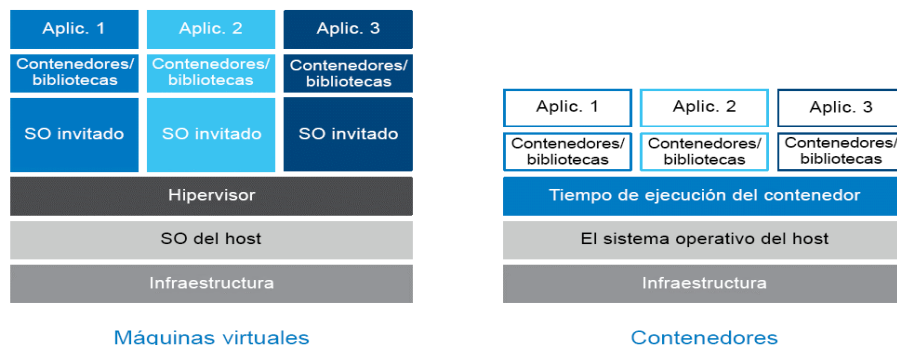 Aplic. 1
Aplic. 2
Aplic. 3
Contenedores/
bibliotecas
Contenedores/
bibliotecas
Contenedores/
bibliotecas
SO invitado
SO invitado
SO invitado
Hipervisor
SO del host
Infraestructura
Máquinas virtuales
Aplic. 1
Aplic. 2
Aplic. 3
Contenedores/
bibliotecas
Contenedores/
bibliotecas
Contenedores/
bibliotecas
Tiempo de ejecución del contenedor
El sistema operativo del host
Infraestructura
Contenedores